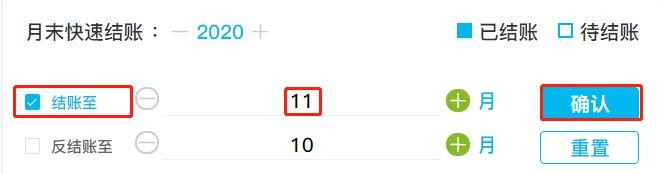 月末快速结账： — 2020 + 已结账 待结账
结账至 11 月 确认
反结账至 10 月 重置